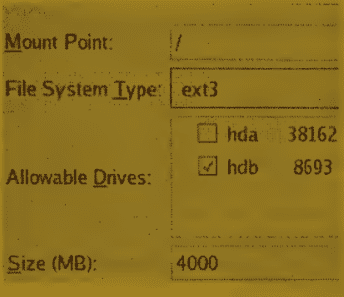 Mount Point: /
File System Type: ext3
hda 38162
Allowable Drives: hdb 8693
Size (MB): 4000